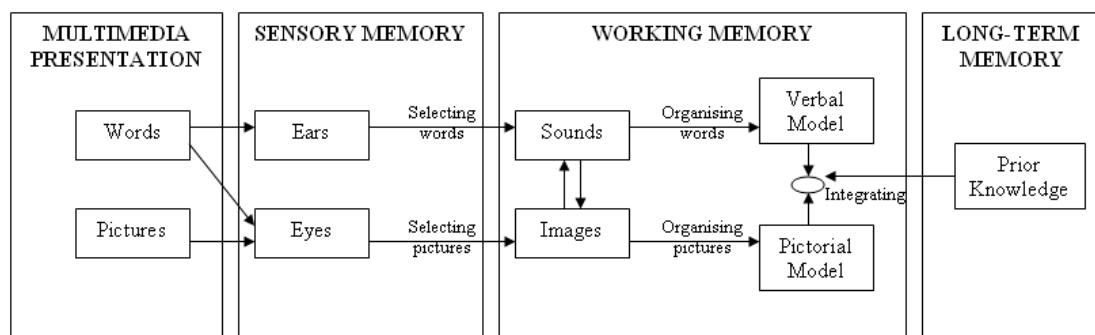 MULTIMEDIA
PRESENTATION
SENSORY MEMORY
WORKING MEMORY
LONG-TERM
MEMORY
Words
Ears
Selecting
words
Sounds
Organising
words
Verbal
Model
Prior
Knowledge
Integrating
Pictures
Eyes
Selecting
pictures
Images
Organising
pictures
Pictorial
Model